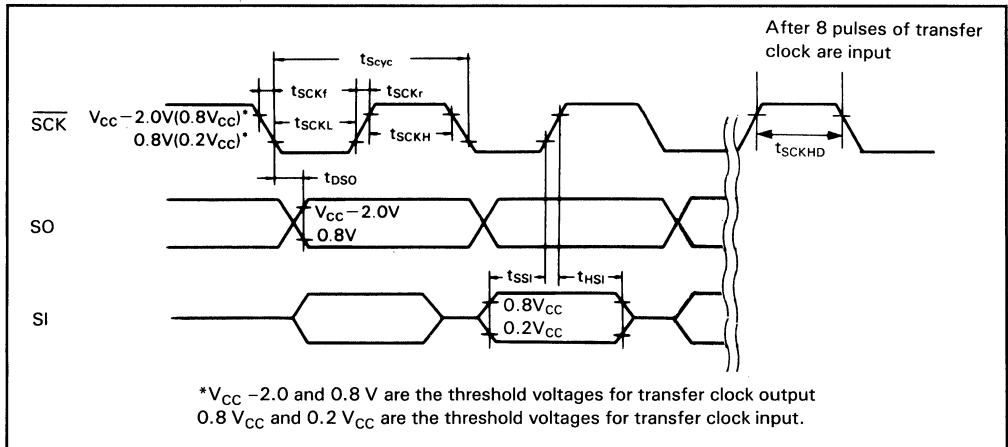 After 8 pulses of transfer
clock are input
tScyc
tSCKf
tSCKr
SCK
VCC−2.0V(0.8VCC)*
0.8V(0.2VCC)*
tSCKL
tSCKH
tSCKHD
tDSO
SO
VCC−2.0V
0.8V
tSSI
tHSI
SI
0.8VCC
0.2VCC
*VCC −2.0 and 0.8 V are the threshold voltages for transfer clock output
0.8 VCC and 0.2 VCC are the threshold voltages for transfer clock input.